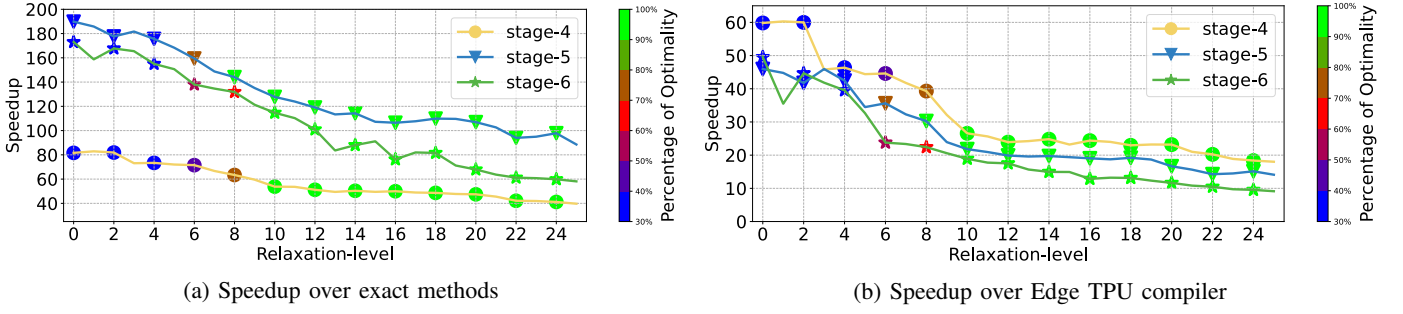 200
180
160
140
120
100
80
60
40
Speedup
0 2 4 6 8 10 12 14 16 18 20 22 24
Relaxation-level
stage-4
stage-5
stage-6
100%
90%
80%
70%
60%
50%
40%
30%
Percentage of Optimality
(a) Speedup over exact methods
60
50
40
30
20
10
0
Speedup
0 2 4 6 8 10 12 14 16 18 20 22 24
Relaxation-level
stage-4
stage-5
stage-6
100%
90%
80%
70%
60%
50%
40%
30%
Percentage of Optimality
(b) Speedup over Edge TPU compiler